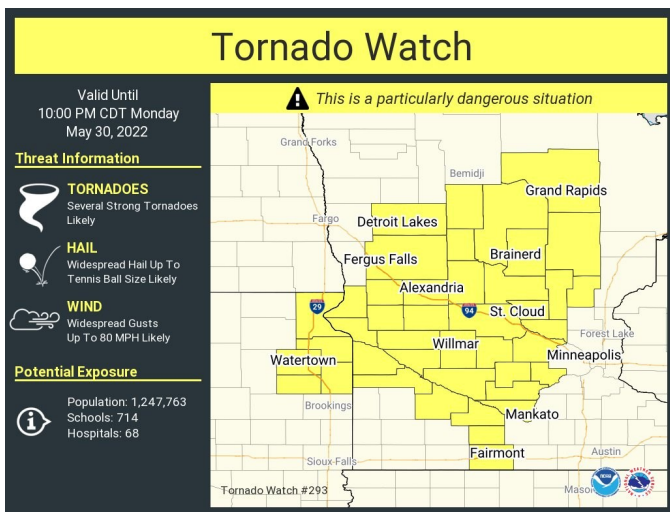 Tornado Watch
Valid Until
10:00 PM CDT Monday
May 30, 2022
Threat Information
TORNADOES
Several Strong Tornadoes
Likely
HAIL
Widespread Hail Up To
Tennis Ball Size Likely
WIND
Widespread Gusts
Up To 80 MPH Likely
Potential Exposure
Population: 1,247,763
Schools: 714
Hospitals: 68
This is a particularly dangerous situation
Grand Forks
Bemidji
Grand Rapids
Fargo
Detroit Lakes
Fergus Falls
Brainerd
Alexandria
29
94
St. Cloud
Forest Lake
Willmar
Minneapolis
Watertown
Brookings
Mankato
Fairmont
Austin
Sioux Falls
Tornado Watch #293
Maso